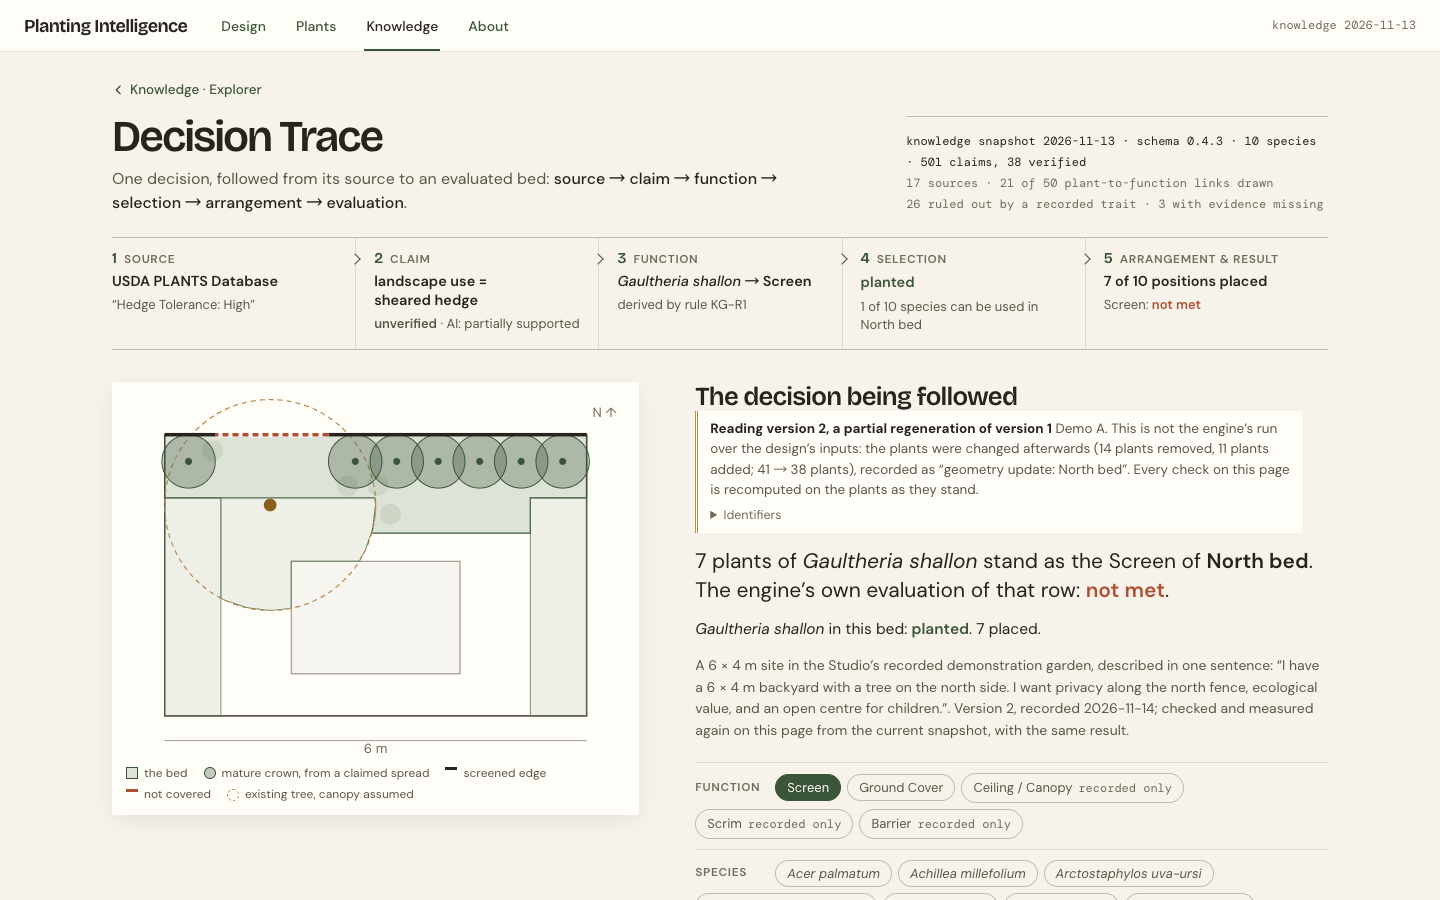 Planting Intelligence Design Plants Knowledge About knowledge 2026-11-13
Knowledge · Explorer
Decision Trace
One decision, followed from its source to an evaluated bed: source → claim → function →
selection → arrangement → evaluation.
knowledge snapshot 2026-11-13 · schema 0.4.3 · 10 species
· 501 claims, 38 verified
17 sources · 21 of 50 plant-to-function links drawn
26 ruled out by a recorded trait · 3 with evidence missing
1 SOURCE
USDA PLANTS Database
“Hedge Tolerance: High”
2 CLAIM
landscape use =
sheared hedge
unverified · AI: partially supported
3 FUNCTION
Gaultheria shallon → Screen
derived by rule KG-R1
4 SELECTION
planted
1 of 10 species can be used in
North bed
5 ARRANGEMENT & RESULT
7 of 10 positions placed
Screen: not met
N ↑
6 m
the bed mature crown, from a claimed spread screened edge
not covered existing tree, canopy assumed
The decision being followed
Reading version 2, a partial regeneration of version 1 Demo A. This is not the engine’s run
over the design’s inputs: the plants were changed afterwards (14 plants removed, 11 plants
added; 41 → 38 plants), recorded as “geometry update: North bed”. Every check on this page
is recomputed on the plants as they stand.
▶ Identifiers
7 plants of Gaultheria shallon stand as the Screen of North bed.
The engine’s own evaluation of that row: not met.
Gaultheria shallon in this bed: planted. 7 placed.
A 6 × 4 m site in the Studio’s recorded demonstration garden, described in one sentence: “I have
a 6 × 4 m backyard with a tree on the north side. I want privacy along the north fence, ecological
value, and an open centre for children.”. Version 2, recorded 2026-11-14; checked and measured
again on this page from the current snapshot, with the same result.
FUNCTION Screen Ground Cover Ceiling / Canopy recorded only
Scrim recorded only Barrier recorded only
SPECIES Acer palmatum Achillea millefolium Arctostaphylos uva-ursi